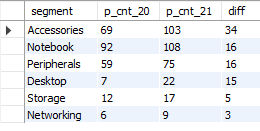 segment p_cnt_20 p_cnt_21 diff
Accessories 69 103 34
Notebook 92 108 16
Peripherals 59 75 16
Desktop 7 22 15
Storage 12 17 5
Networking 6 9 3